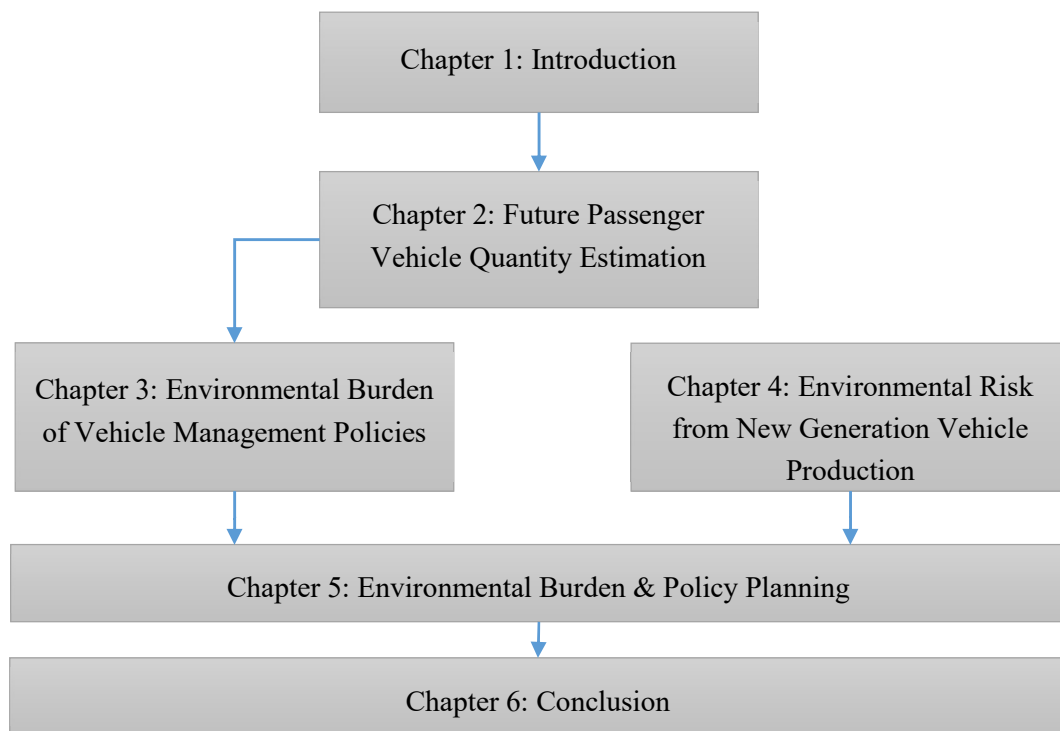 Chapter 1: Introduction
Chapter 2: Future Passenger
Vehicle Quantity Estimation
Chapter 3: Environmental Burden
of Vehicle Management Policies
Chapter 4: Environmental Risk
from New Generation Vehicle
Production
Chapter 5: Environmental Burden & Policy Planning
Chapter 6: Conclusion